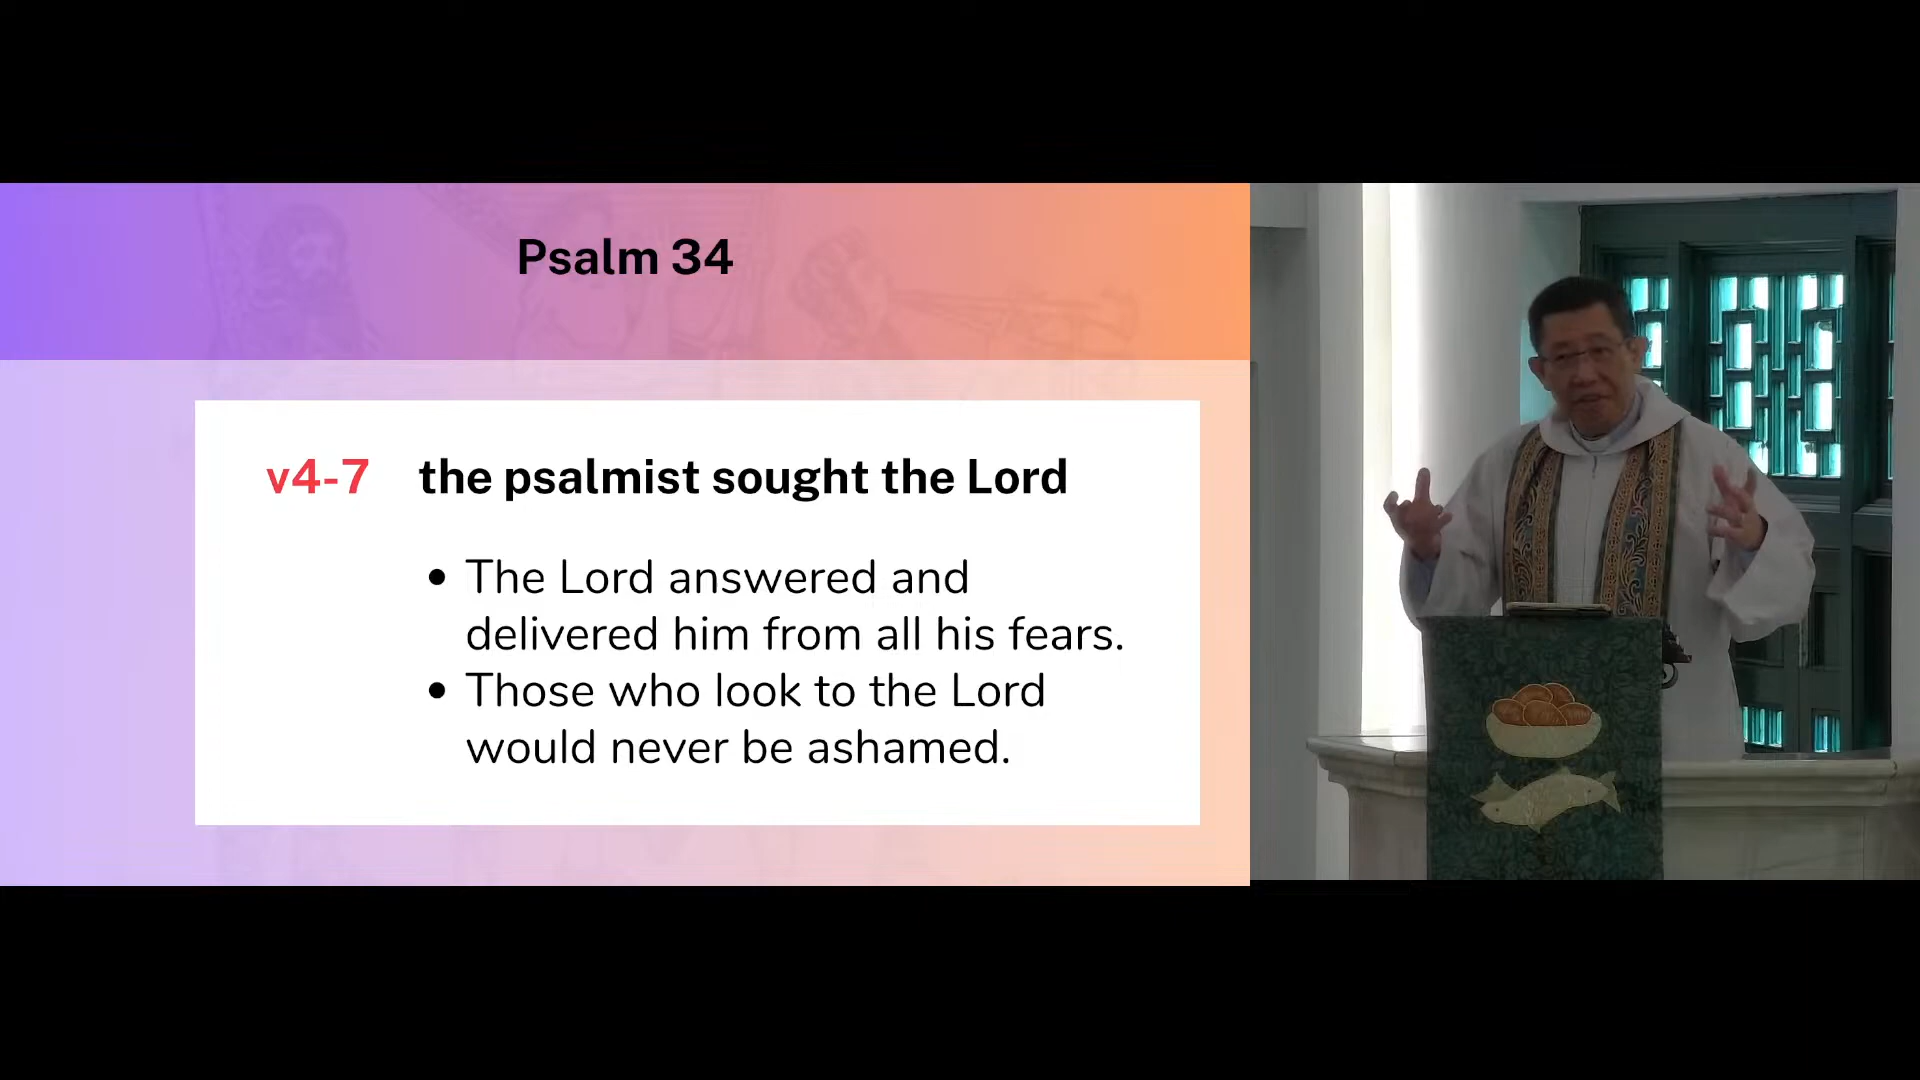 Psalm 34
v4-7 the psalmist sought the Lord
• The Lord answered and
delivered him from all his fears.
• Those who look to the Lord
would never be ashamed.